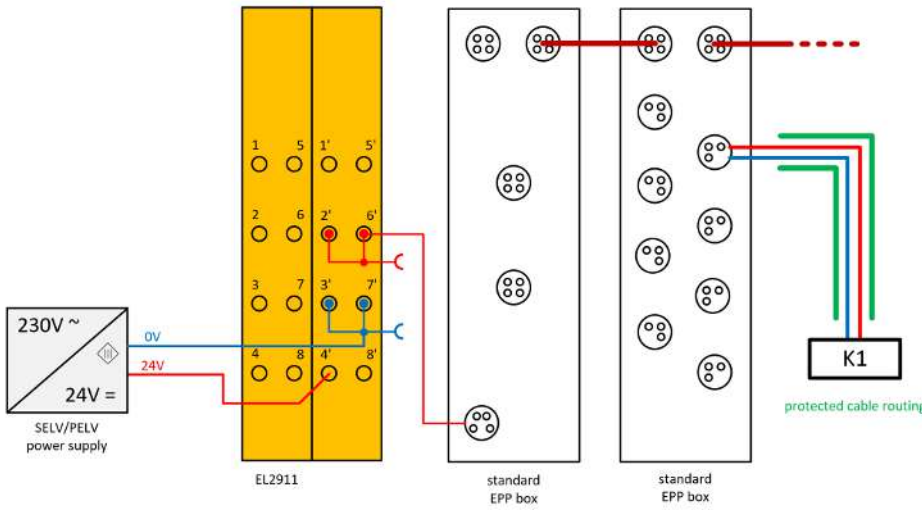 1 5 1' 5'
2 6 2' 6'
3 7 3' 7'
230V ~
0V
4 8 4' 8'
24V
24V =
K1
protected cable routing
SELV/PELV
power supply
EL2911
standard
EPP box
standard
EPP box